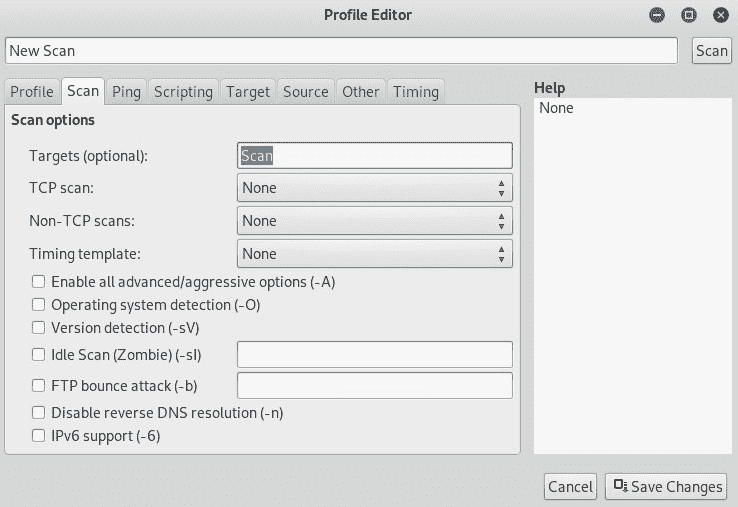 Profile Editor
New Scan
Scan
Profile Scan Ping Scripting Target Source Other Timing
Help
None
Scan options
Targets (optional): Scan
TCP scan: None
Non-TCP scans: None
Timing template: None
Enable all advanced/aggressive options (-A)
Operating system detection (-O)
Version detection (-sV)
Idle Scan (Zombie) (-sI)
FTP bounce attack (-b)
Disable reverse DNS resolution (-n)
IPv6 support (-6)
Cancel Save Changes